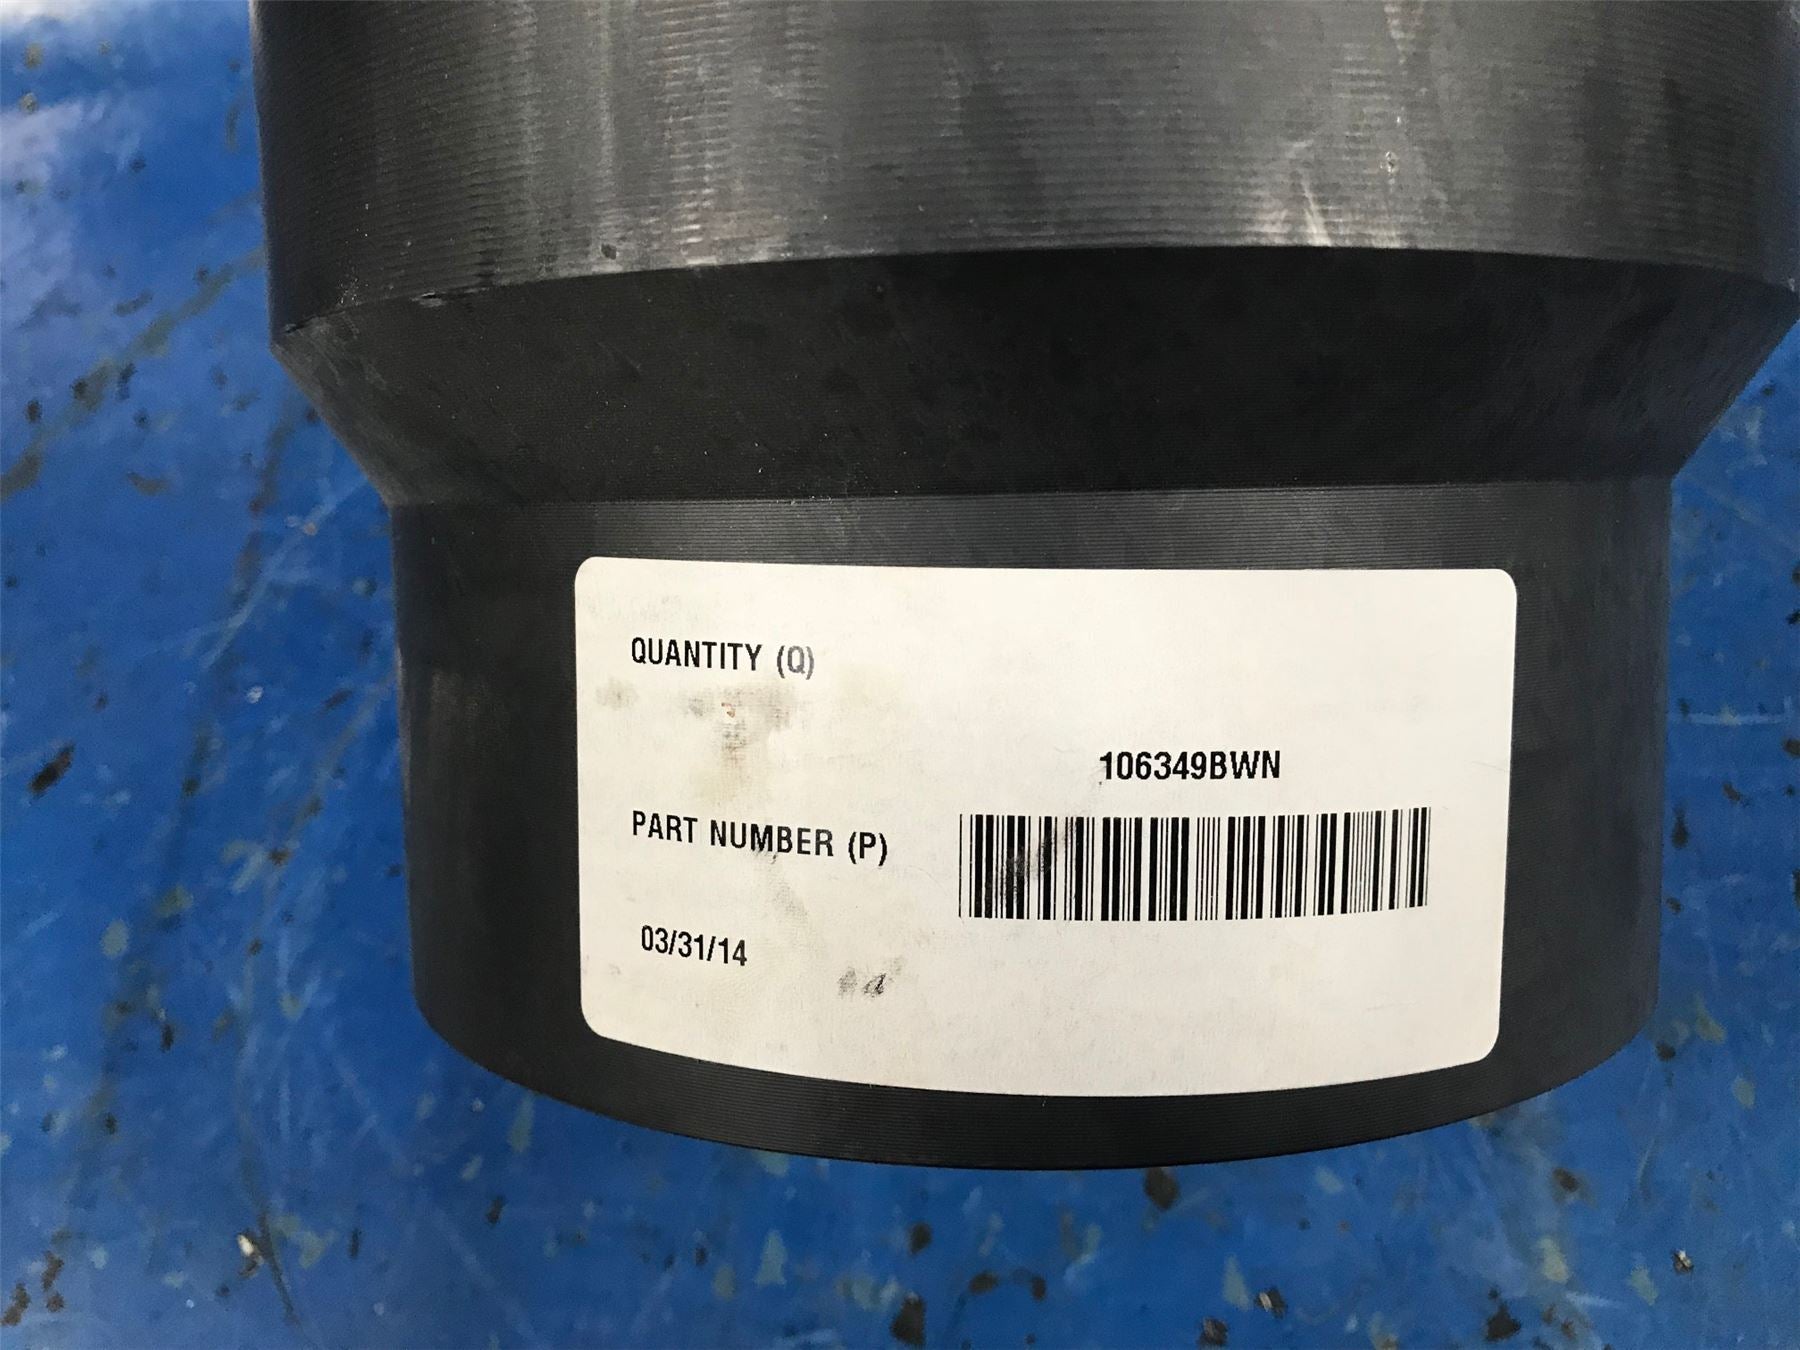 QUANTITY (Q)
106349BWN
PART NUMBER (P)
03/31/14